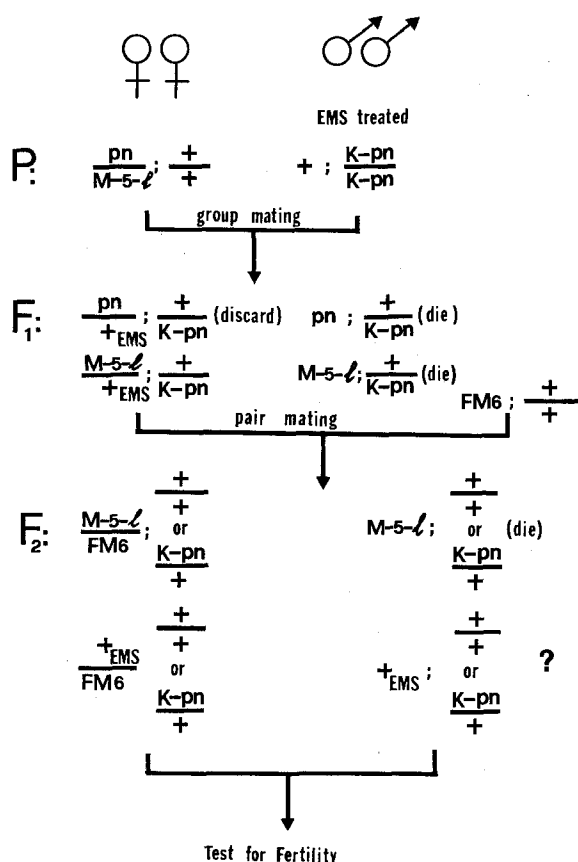 EMS treated
P: pn/M-5-ℓ ; +/+ + ; K-pn/K-pn
group mating
F1: pn/+EMS ; +/K-pn (discard) pn ; +/K-pn (die)
M-5-ℓ/+EMS ; +/K-pn M-5-ℓ; +/K-pn (die)
FM6 ; +/+
pair mating
F2: M-5-ℓ/FM6 ; +/+ or K-pn/+ M-5-ℓ; +/+ or K-pn/+ (die)
+EMS/FM6 +/+ or K-pn/+ +EMS ; +/+ or K-pn/+ ?
Test for Fertility